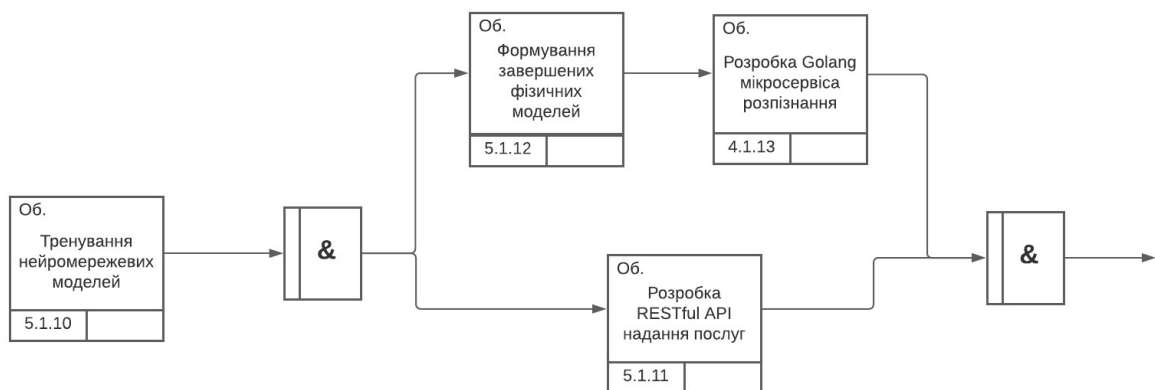 Об.
Формування
завершених
фізичних
моделей
5.1.12
Об.
Розробка Golang
мікросервіса
розпізнання
4.1.13
Об.
Тренування
нейромережевих
моделей
5.1.10
&
Об.
Розробка
RESTful API
надання послуг
5.1.11
&